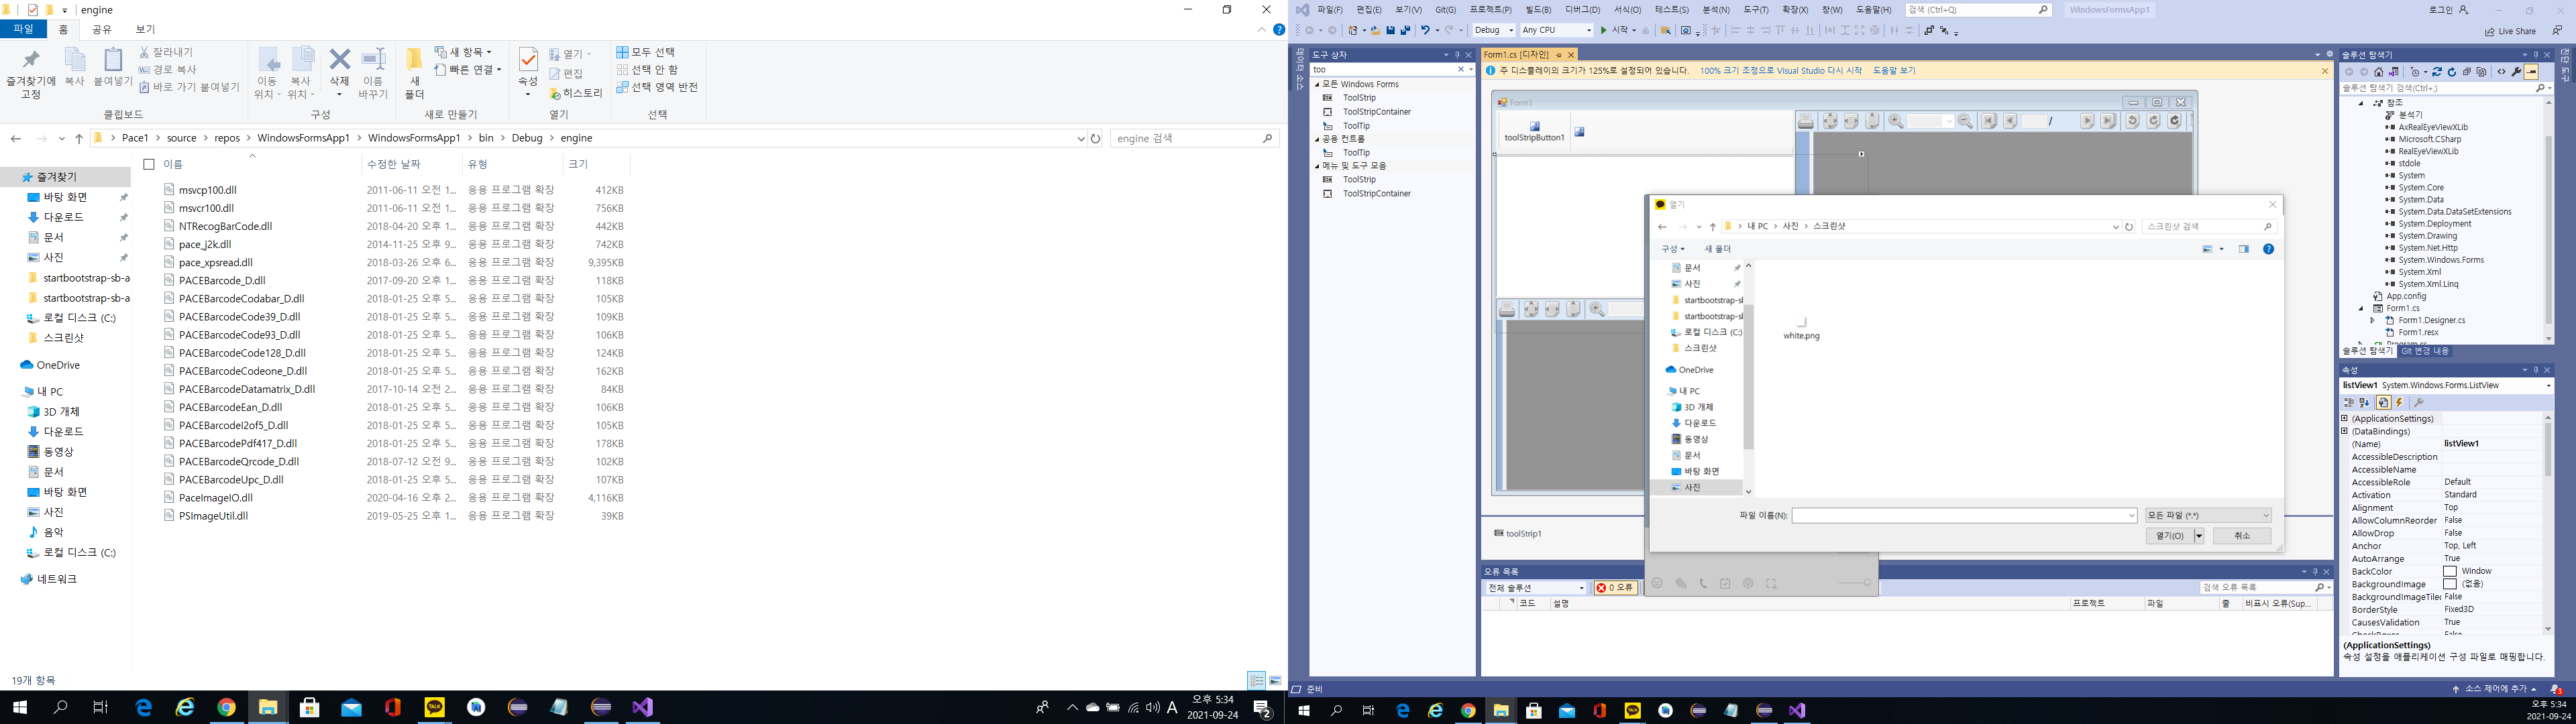 engine
파일
홈
공유
보기
즐겨찾기에 고정
복사
붙여넣기
잘라내기
경로 복사
바로 가기 붙여넣기
클립보드
이동 위치
복사 위치
삭제
이름 바꾸기
구성
새 폴더
새 항목
빠른 연결
새로 만들기
속성
열기
편집
히스토리
열기
모두 선택
선택 안 함
선택 영역 반전
선택
Pace1 > source > repos > WindowsFormsApp1 > WindowsFormsApp1 > bin > Debug > engine
engine 검색
즐겨찾기
바탕 화면
다운로드
문서
사진
startbootstrap-sb-a
startbootstrap-sb-a
로컬 디스크 (C:)
스크린샷
OneDrive
내 PC
3D 개체
다운로드
동영상
문서
바탕 화면
사진
음악
로컬 디스크 (C:)
네트워크
이름 수정한 날짜 유형 크기
msvcp100.dll 2011-06-11 오전 1... 응용 프로그램 확장 412KB
msvcr100.dll 2011-06-11 오전 1... 응용 프로그램 확장 756KB
NTRecogBarCode.dll 2018-04-20 오후 1... 응용 프로그램 확장 442KB
pace_j2k.dll 2014-11-25 오전 9... 응용 프로그램 확장 742KB
pace_xpsread.dll 2018-03-26 오후 6... 응용 프로그램 확장 9,395KB
PACEBarcode_D.dll 2017-09-20 오후 1... 응용 프로그램 확장 118KB
PACEBarcodeCodabar_D.dll 2018-01-25 오후 5... 응용 프로그램 확장 105KB
PACEBarcodeCode39_D.dll 2018-01-25 오후 5... 응용 프로그램 확장 109KB
PACEBarcodeCode93_D.dll 2018-01-25 오후 5... 응용 프로그램 확장 106KB
PACEBarcodeCode128_D.dll 2018-01-25 오후 5... 응용 프로그램 확장 124KB
PACEBarcodeCodeone_D.dll 2018-01-25 오후 5... 응용 프로그램 확장 162KB
PACEBarcodeDatamatrix_D.dll 2017-10-14 오전 2... 응용 프로그램 확장 84KB
PACEBarcodeEan_D.dll 2018-01-25 오후 5... 응용 프로그램 확장 106KB
PACEBarcodeI2of5_D.dll 2018-01-25 오후 5... 응용 프로그램 확장 105KB
PACEBarcodePdf417_D.dll 2018-01-25 오후 5... 응용 프로그램 확장 178KB
PACEBarcodeQrcode_D.dll 2018-07-12 오전 9... 응용 프로그램 확장 102KB
PACEBarcodeUpc_D.dll 2018-01-25 오후 5... 응용 프로그램 확장 107KB
PaceImageIO.dll 2020-04-16 오후 2... 응용 프로그램 확장 4,116KB
PSImageUtil.dll 2019-05-25 오후 1... 응용 프로그램 확장 39KB
19개 항목
A
오후 5:34
2021-09-24
2
파일(F) 편집(E) 보기(V) Git(G) 프로젝트(P) 빌드(B) 디버그(D) 서식(O) 테스트(S) 분석(N) 도구(T) 확장(X) 창(W) 도움말(H)
검색 (Ctrl+Q)
WindowsFormsApp1
로그인
Debug
Any CPU
시작
Live Share
데이터 소스
도구 상자
too
모든 Windows Forms
ToolStrip
ToolStripContainer
ToolTip
공용 컨트롤
ToolTip
메뉴 및 도구 모음
ToolStrip
ToolStripContainer
Form1.cs [디자인]
주 디스플레이의 크기가 125%로 설정되어 있습니다. 100% 크기 조정으로 Visual Studio 다시 시작 도움말 보기
Form1
toolStripButton1
/
toolStrip1
열기
내 PC > 사진 > 스크린샷
스크린샷 검색
구성
새 폴더
문서
사진
startbootstrap-sl
startbootstrap-sl
로컬 디스크 (C:)
스크린샷
OneDrive
내 PC
3D 개체
다운로드
동영상
문서
바탕 화면
사진
white.png
파일 이름(N):
모든 파일 (*.*)
열기(O)
취소
오류 목록
전체 솔루션
0 오류
검색 오류 목록
코드 설명 프로젝트 파일 줄 비표시 오류(Sup...
준비
소스 제어에 추가
3
솔루션 탐색기
솔루션 탐색기 검색(Ctrl+;)
참조
분석기
AxRealEyeViewXLib
Microsoft.CSharp
RealEyeViewXLib
stdole
System
System.Core
System.Data
System.Data.DataSetExtensions
System.Deployment
System.Drawing
System.Net.Http
System.Windows.Forms
System.Xml
System.Xml.Linq
App.config
Form1.cs
Form1.Designer.cs
Form1.resx
Program.cs
솔루션 탐색기
Git 변경 내용
진단 도구
속성
listView1 System.Windows.Forms.ListView
(ApplicationSettings)
(DataBindings)
(Name) listView1
AccessibleDescription
AccessibleName
AccessibleRole Default
Activation Standard
Alignment Top
AllowColumnReorder False
AllowDrop False
Anchor Top, Left
AutoArrange True
BackColor Window
BackgroundImage (없음)
BackgroundImageTiled False
BorderStyle Fixed3D
CausesValidation True
CheckBoxes False
(ApplicationSettings)
속성 설정을 애플리케이션 구성 파일로 매핑합니다.
오후 5:34
2021-09-24